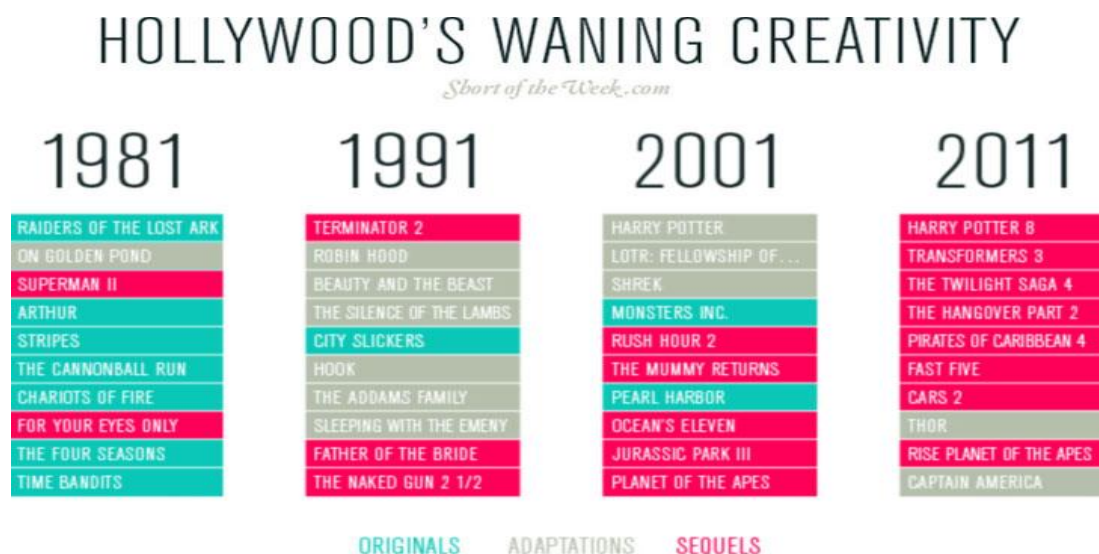 HOLLYWOOD'S WANING CREATIVITY
Short of the Week.com
1981
RAIDERS OF THE LOST ARK
ON GOLDEN POND
SUPERMAN II
ARTHUR
STRIPES
THE CANNONBALL RUN
CHARIOTS OF FIRE
FOR YOUR EYES ONLY
THE FOUR SEASONS
TIME BANDITS
1991
TERMINATOR 2
ROBIN HOOD
BEAUTY AND THE BEAST
THE SILENCE OF THE LAMBS
CITY SLICKERS
HOOK
THE ADDAMS FAMILY
SLEEPING WITH THE EMENY
FATHER OF THE BRIDE
THE NAKED GUN 2 1/2
2001
HARRY POTTER
LOTR: FELLOWSHIP OF...
SHREK
MONSTERS INC.
RUSH HOUR 2
THE MUMMY RETURNS
PEARL HARBOR
OCEAN'S ELEVEN
JURASSIC PARK III
PLANET OF THE APES
2011
HARRY POTTER 8
TRANSFORMERS 3
THE TWILIGHT SAGA 4
THE HANGOVER PART 2
PIRATES OF CARIBBEAN 4
FAST FIVE
CARS 2
THOR
RISE PLANET OF THE APES
CAPTAIN AMERICA
ORIGINALS ADAPTATIONS SEQUELS